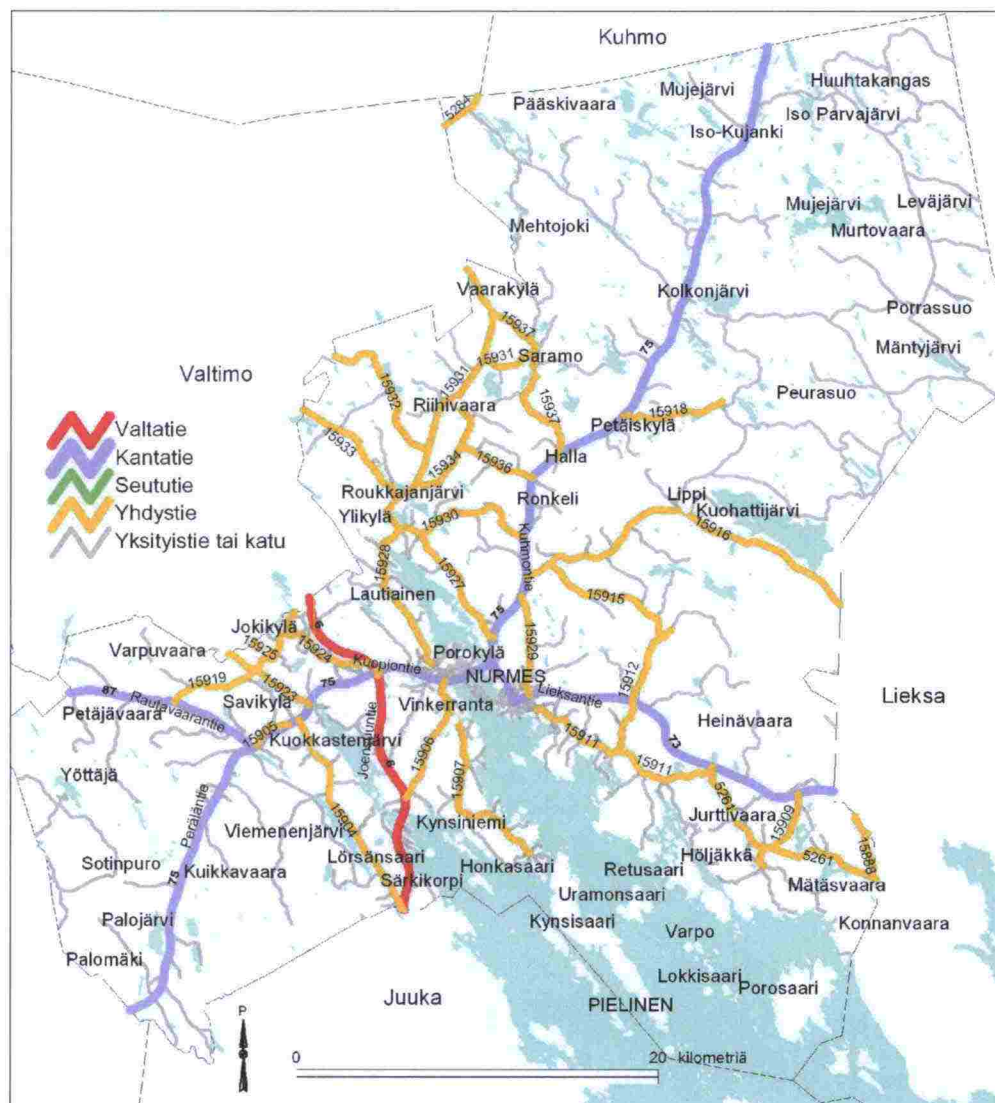 Kuhmo
Huuhtakangas
Mujejärvi
Pääskivaara
5284
Iso Parvajärvi
Iso-Kujanki
Mujejärvi
Leväjärvi
Mehtojoki
Murtovaara
Vaarakylä
Kolkonjärvi
Porrassuo
15937
75
Mäntyjärvi
Saramo
15931
15931
Valtimo
15932
Riihivaara
15937
Peurasuo
15918
Petäiskylä
Valtatie
Kantatie
Seututie
Yhdystie
Yksityistie tai katu
15933
15934
15936
Halla
Roukkajanjärvi
Ronkeli
Lippi
Kuohattijärvi
Ylikylä
15930
15916
Kuhmontie
15928
15927
Lautiainen
15915
75
Jokikylä
6
15929
15912
Varpuvaara
15925
15924
Kuopiontie
Porokylä
NURMES
Lieksantie
Lieksa
15919
75
87
Rautavaarantie
15923
Savikylä
Vinkerranta
Petäjävaara
Heinävaara
15905
Kuokkastenjärvi
15911
73
Yöttäjä
Joensuuntie
6
15906
15907
15911
5261
Peräläntie
Jurttivaara
15909
Viemenenjärvi
15904
Kynsiniemi
15888
Lörsänsaari
Höljäkkä
5261
Sotinpuro
Kuikkavaara
75
Honkasaari
Retusaari
Särkikorpi
Mätäsvaara
Uramonsaari
Palojärvi
Kynsisaari
Varpo
Konnanvaara
Palomäki
Lokkisaari
Porosaari
Juuka
PIELINEN
P
0
20 kilometriä